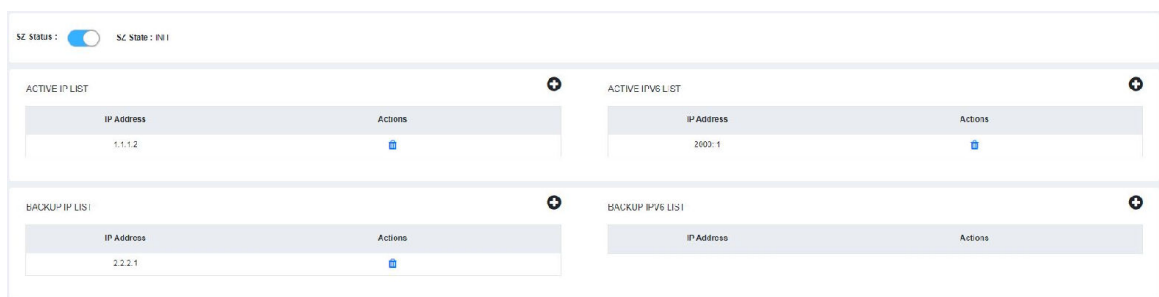 SZ Status : SZ State : INIT
ACTIVE IP LIST
IP Address Actions
1.1.1.2
ACTIVE IPV6 LIST
IP Address Actions
2000::1
BACKUP IP LIST
IP Address Actions
2.2.2.1
BACKUP IPV6 LIST
IP Address Actions